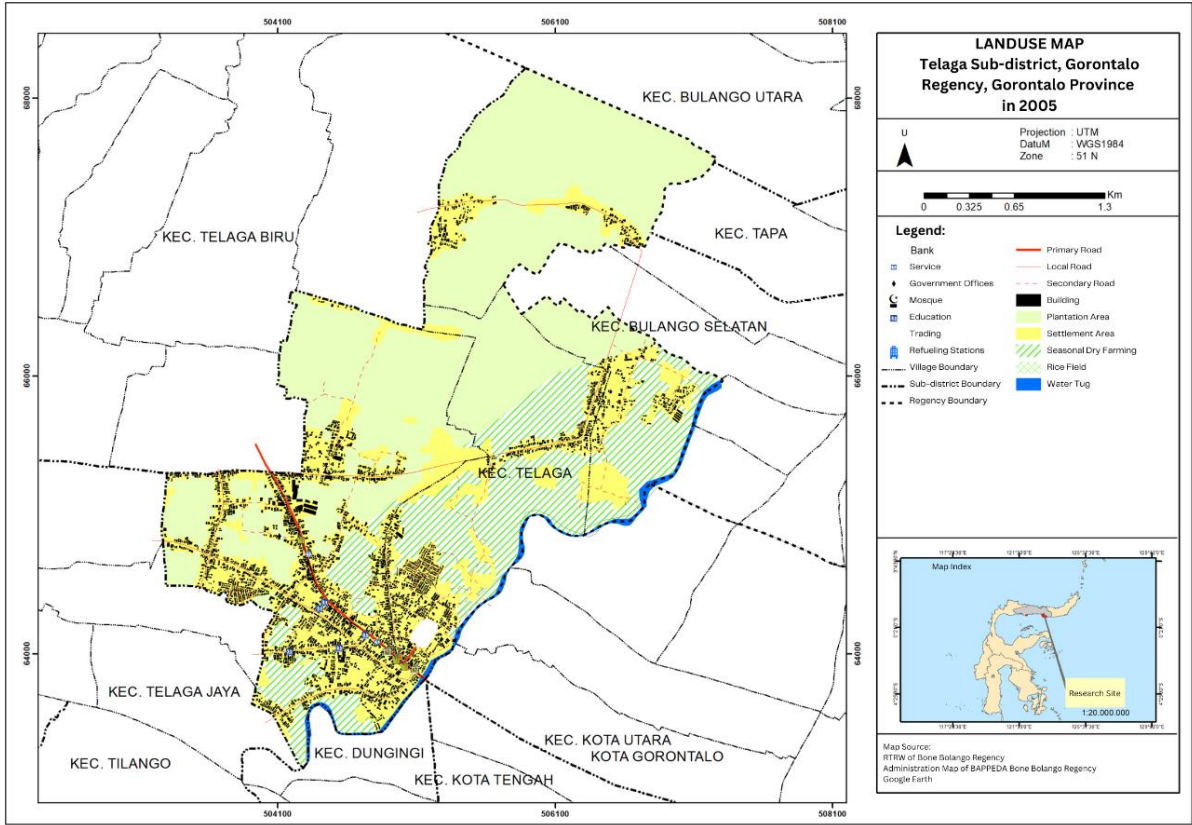 504100
506100
508100
68000
68000
66000
66000
64000
64000
504100
506100
508100
KEC. BULANGO UTARA
KEC. TELAGA BIRU
KEC. TAPA
KEC. BULANGO SELATAN
KEC. TELAGA
KEC. TELAGA JAYA
KEC. TILANGO
KEC. DUNGINGI
KEC. KOTA UTARA
KOTA GORONTALO
KEC. KOTA TENGAH
LANDUSE MAP
Telaga Sub-district, Gorontalo
Regency, Gorontalo Province
in 2005
U
Projection : UTM
DatuM : WGS1984
Zone : 51 N
Km
0 0.325 0.65 1.3
Legend:
Bank
Service
Government Offices
Mosque
Education
Trading
Refueling Stations
Village Boundary
Sub-district Boundary
Regency Boundary
Primary Road
Local Road
Secondary Road
Building
Plantation Area
Settlement Area
Seasonal Dry Farming
Rice Field
Water Tug
Map Index
Research Site
1:20.000.000
Map Source:
RTRW of Bone Bolango Regency
Administration Map of BAPPEDA Bone Bolango Regency
Google Earth